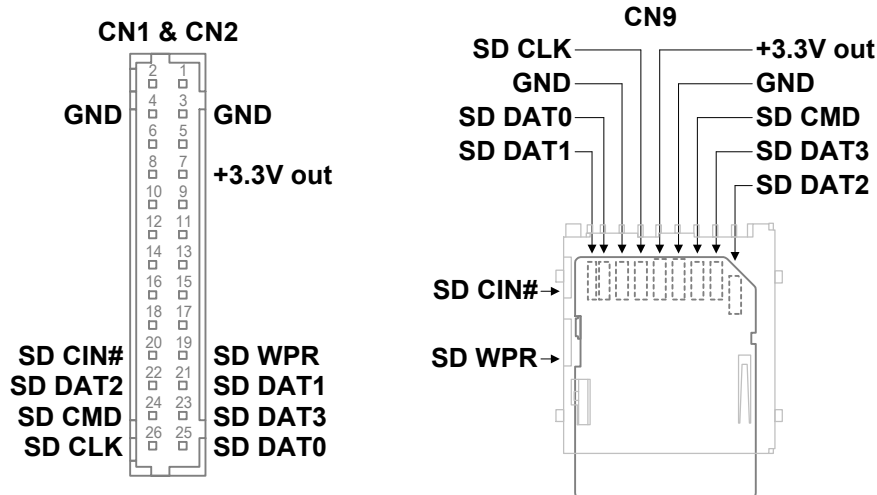 CN1 & CN2
2 1
GND 4 3 GND
6 5
8 7 +3.3V out
10 9
12 11
14 13
16 15
18 17
SD CIN# 20 19 SD WPR
SD DAT2 22 21 SD DAT1
SD CMD 24 23 SD DAT3
SD CLK 26 25 SD DAT0
CN9
SD CLK +3.3V out
GND GND
SD DAT0 SD CMD
SD DAT1 SD DAT3
SD DAT2
SD CIN#
SD WPR